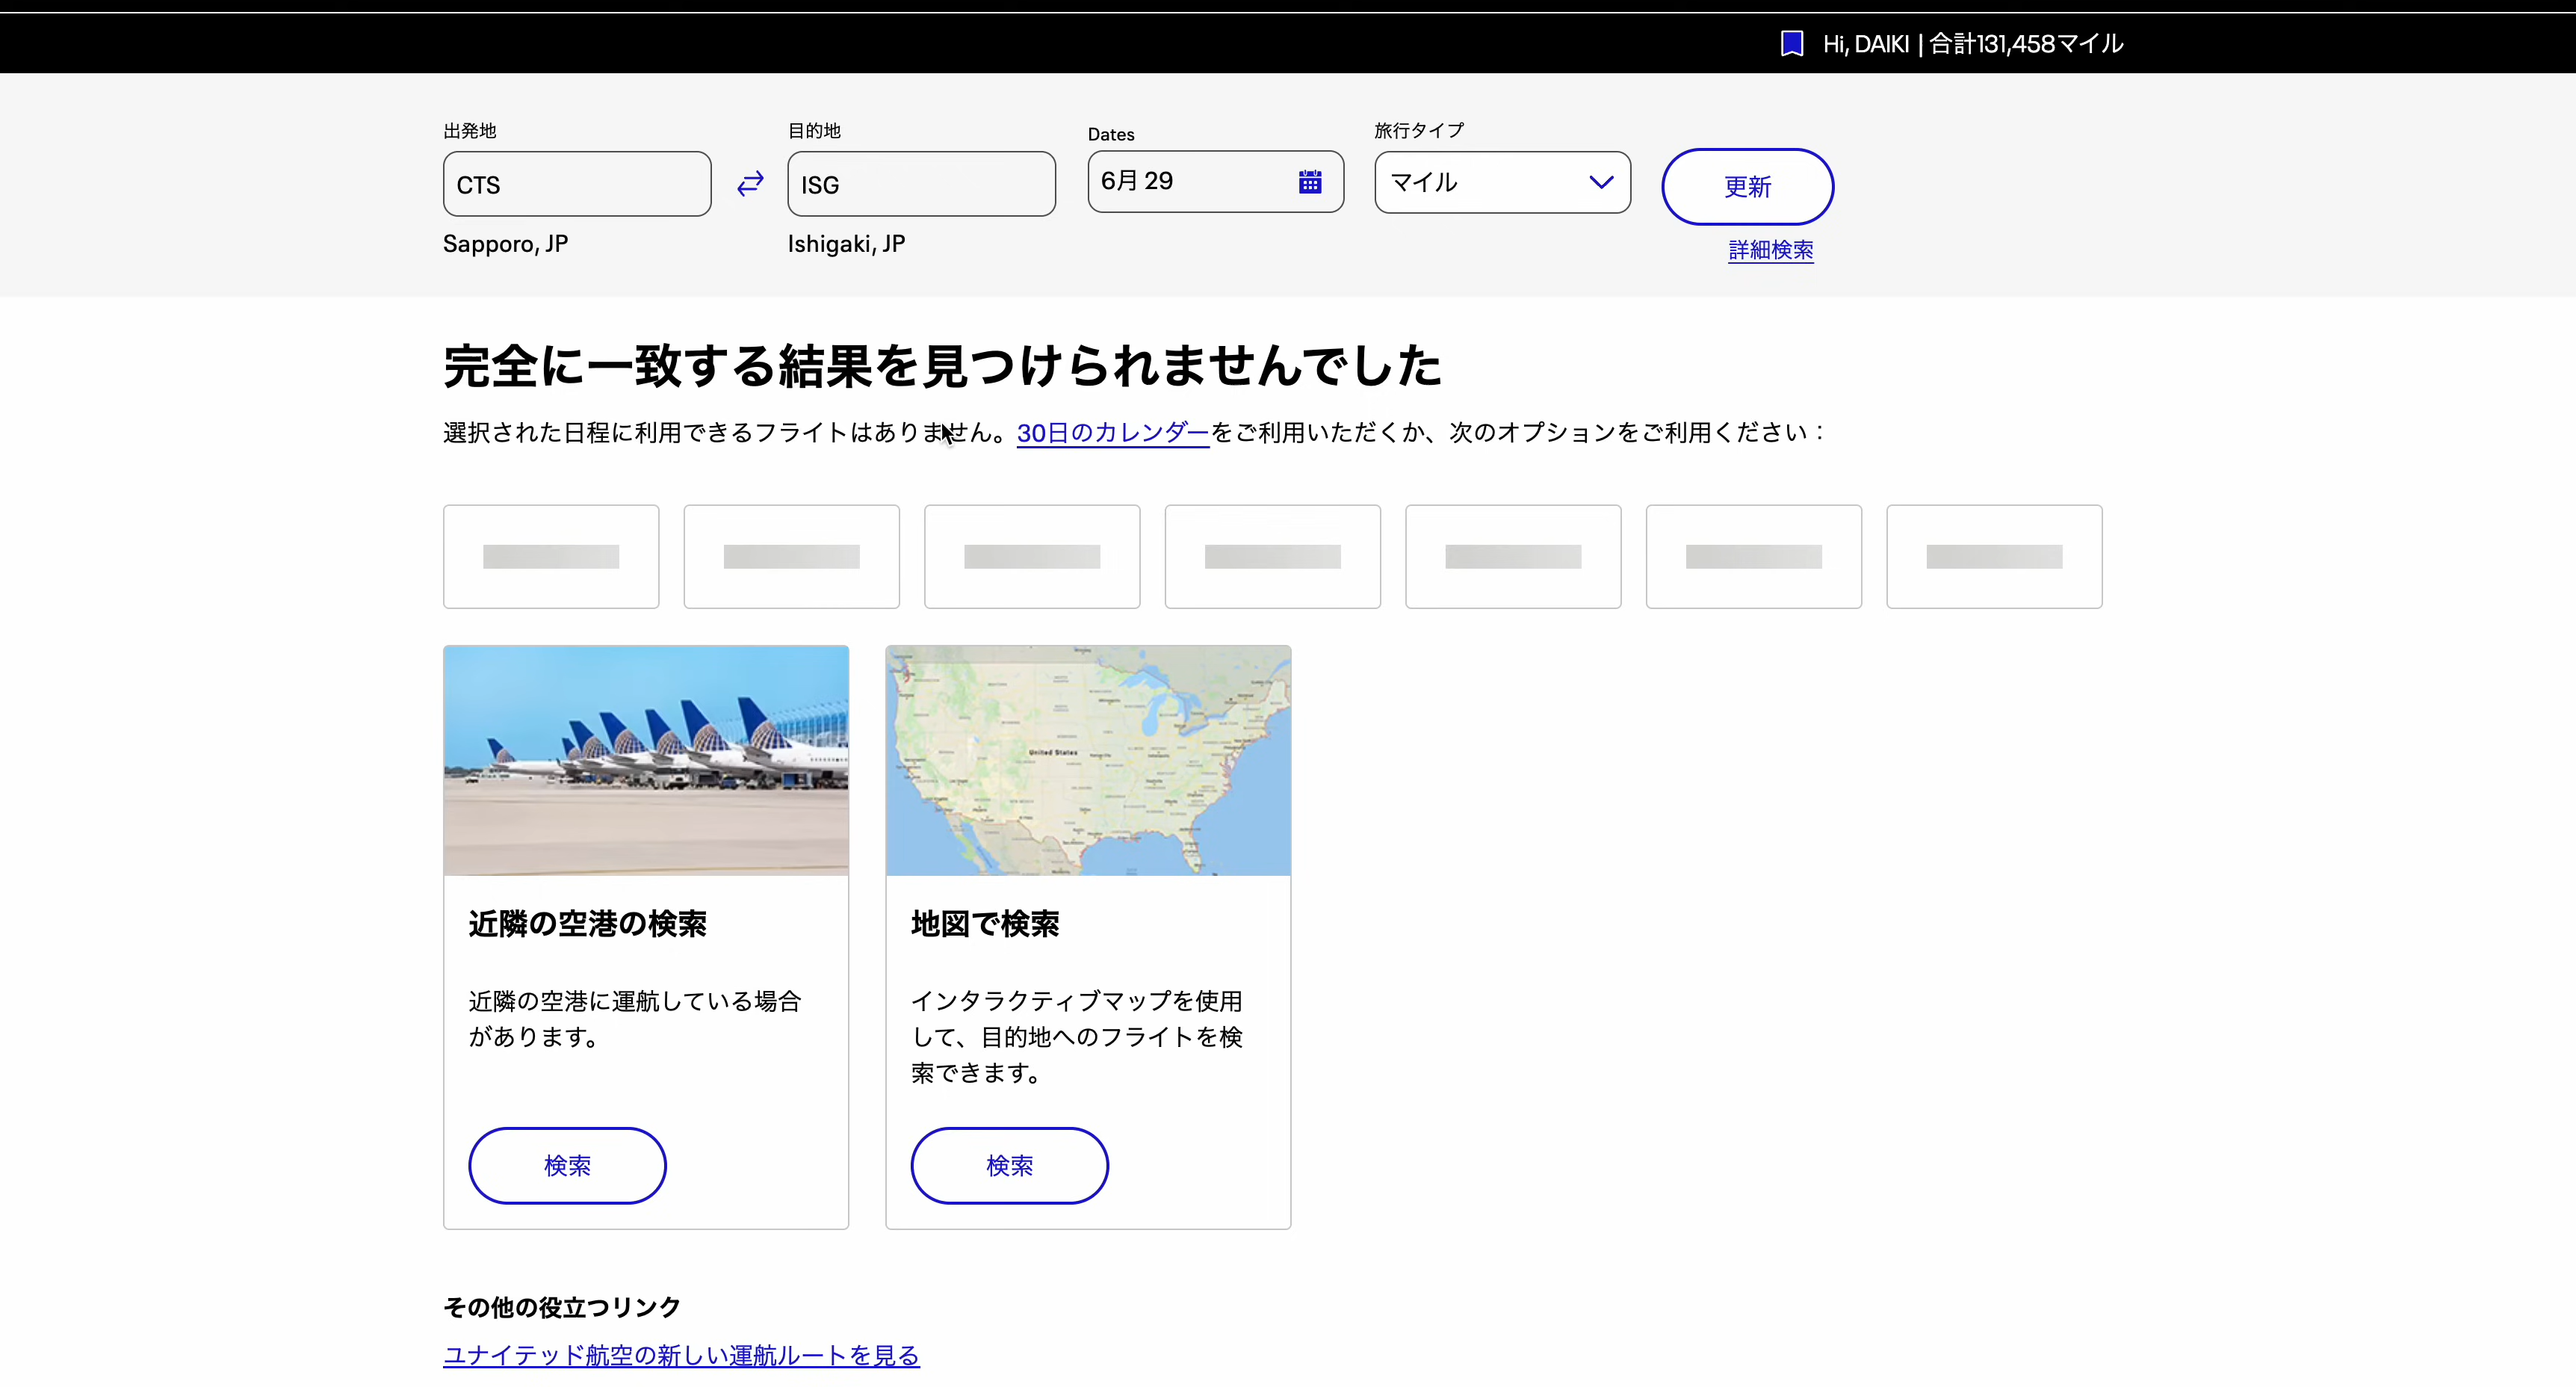 Hi, DAIKI | 合計131,458マイル
出発地
目的地
Dates
旅行タイプ
CTS
ISG
6月 29
マイル
更新
Sapporo, JP
Ishigaki, JP
詳細検索
完全に一致する結果を見つけられませんでした
選択された日程に利用できるフライトはありません。30日のカレンダーをご利用いただくか、次のオプションをご利用ください：
United States
近隣の空港の検索
近隣の空港に運航している場合
があります。
検索
地図で検索
インタラクティブマップを使用
して、目的地へのフライトを検
索できます。
検索
その他の役立つリンク
ユナイテッド航空の新しい運航ルートを見る